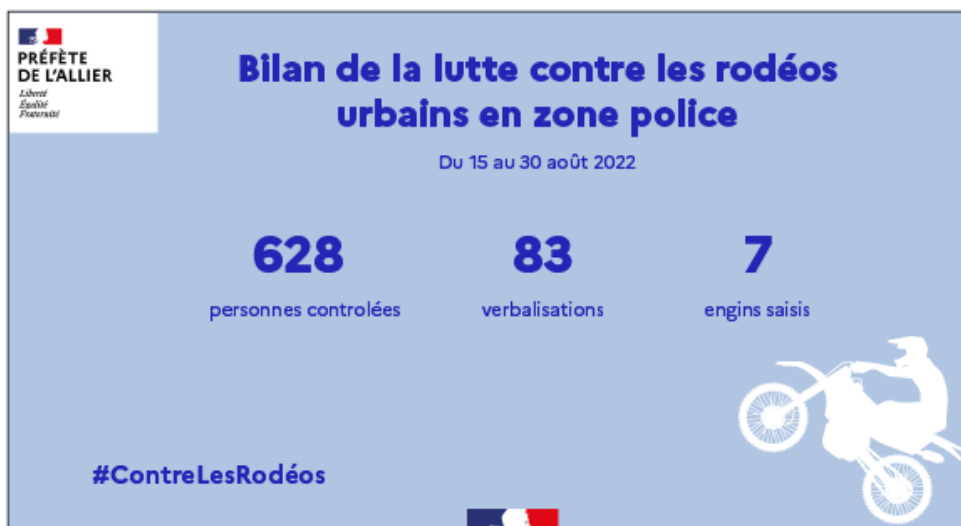 PRÉFÈTE
DE L'ALLIER
Liberté
Égalité
Fraternité
Bilan de la lutte contre les rodéos
urbains en zone police
Du 15 au 30 août 2022
628
personnes controlées
83
verbalisations
7
engins saisis
#ContreLesRodéos